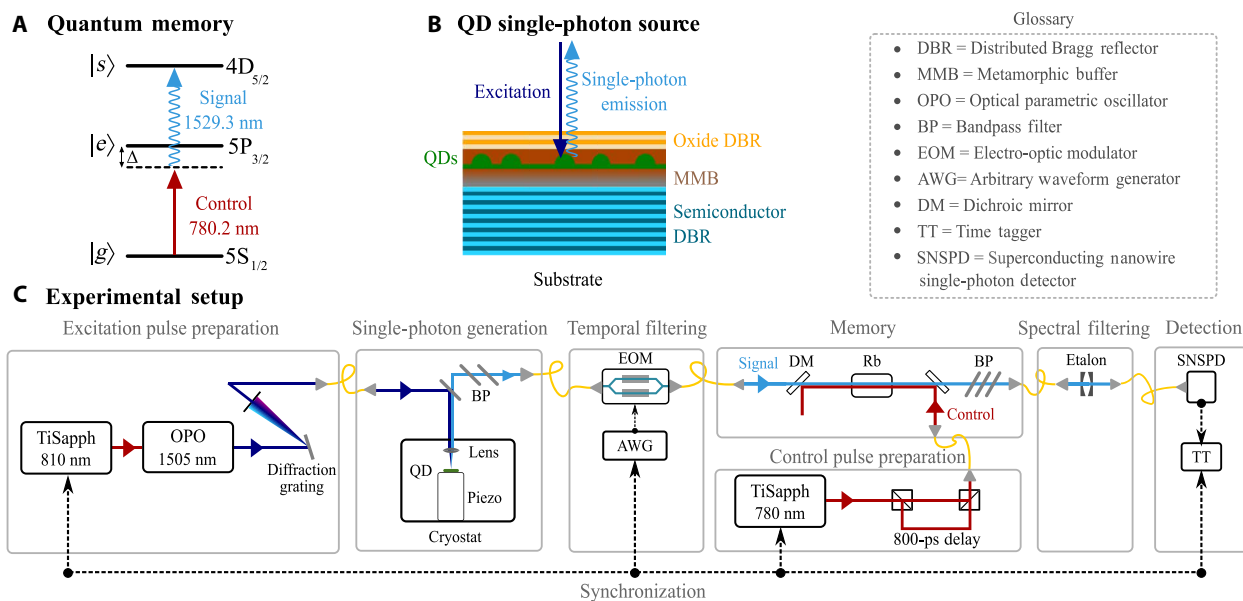 A Quantum memory
|s⟩
4D5/2
Signal
1529.3 nm
|e⟩
5P3/2
Δ
Control
780.2 nm
|g⟩
5S1/2
B QD single-photon source
Excitation
Single-photon
emission
Oxide DBR
QDs
MMB
Semiconductor
DBR
Substrate
Glossary
• DBR = Distributed Bragg reflector
• MMB = Metamorphic buffer
• OPO = Optical parametric oscillator
• BP = Bandpass filter
• EOM = Electro-optic modulator
• AWG= Arbitrary waveform generator
• DM = Dichroic mirror
• TT = Time tagger
• SNSPD = Superconducting nanowire
single-photon detector
C Experimental setup
Excitation pulse preparation
TiSapph
810 nm
OPO
1505 nm
Diffraction
grating
Single-photon generation
BP
Lens
QD
Piezo
Cryostat
Temporal filtering
EOM
AWG
Memory
Signal
DM
Rb
BP
Control
Control pulse preparation
TiSapph
780 nm
800-ps delay
Spectral filtering
Etalon
Detection
SNSPD
TT
Synchronization